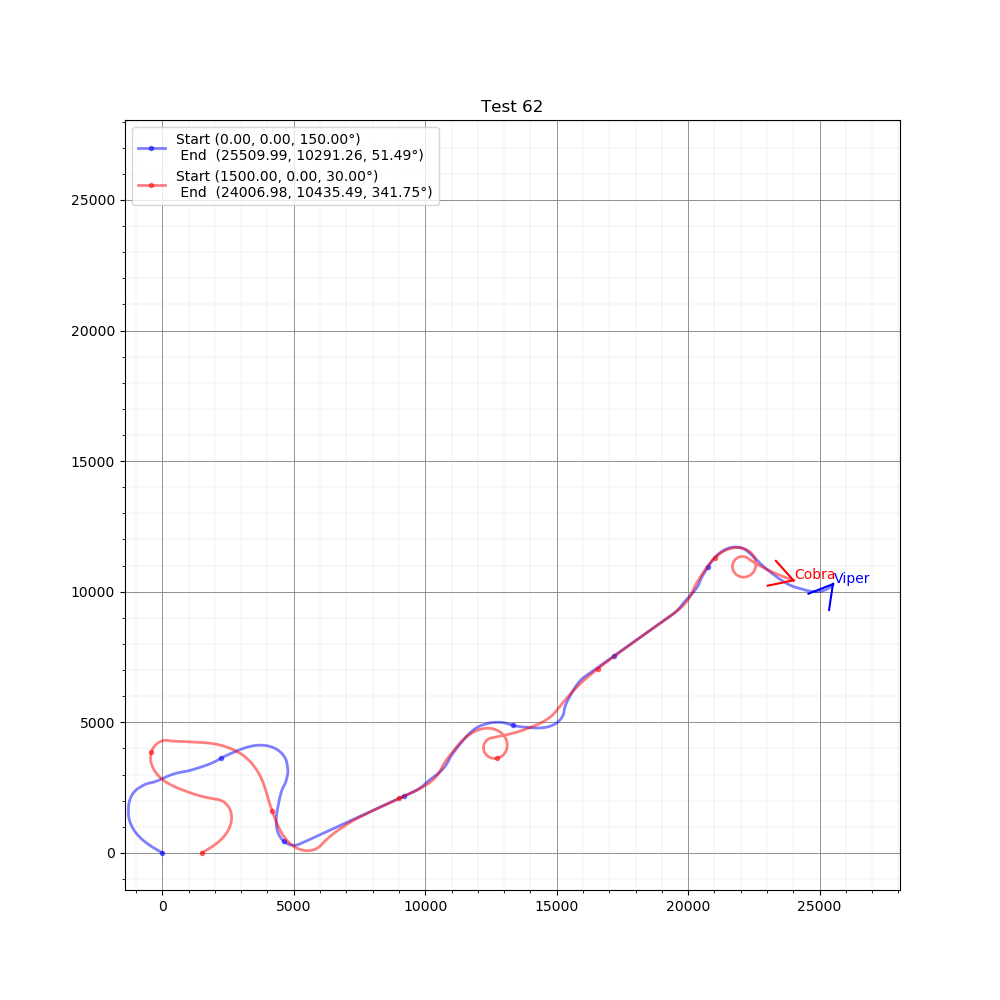 Test 62
Start (0.00, 0.00, 150.00°)
End (25509.99, 10291.26, 51.49°)
Start (1500.00, 0.00, 30.00°)
End (24006.98, 10435.49, 341.75°)
25000
20000
15000
10000
5000
0
Cobra
Viper
0 5000 10000 15000 20000 25000